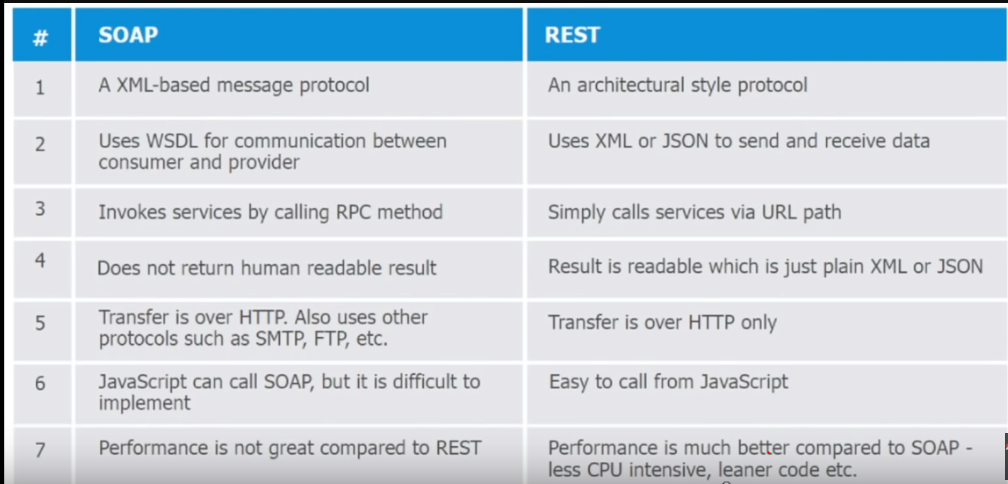 # SOAP REST
1 A XML-based message protocol An architectural style protocol
2 Uses WSDL for communication between Uses XML or JSON to send and receive data
consumer and provider
3 Invokes services by calling RPC method Simply calls services via URL path
4 Does not return human readable result Result is readable which is just plain XML or JSON
5 Transfer is over HTTP. Also uses other Transfer is over HTTP only
protocols such as SMTP, FTP, etc.
6 JavaScript can call SOAP, but it is difficult to Easy to call from JavaScript
implement
7 Performance is not great compared to REST Performance is much better compared to SOAP -
less CPU intensive, leaner code etc.